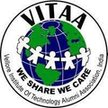 VITAA
Vellore Institute Of Technology Alumni Association, India
WE SHARE WE CARE